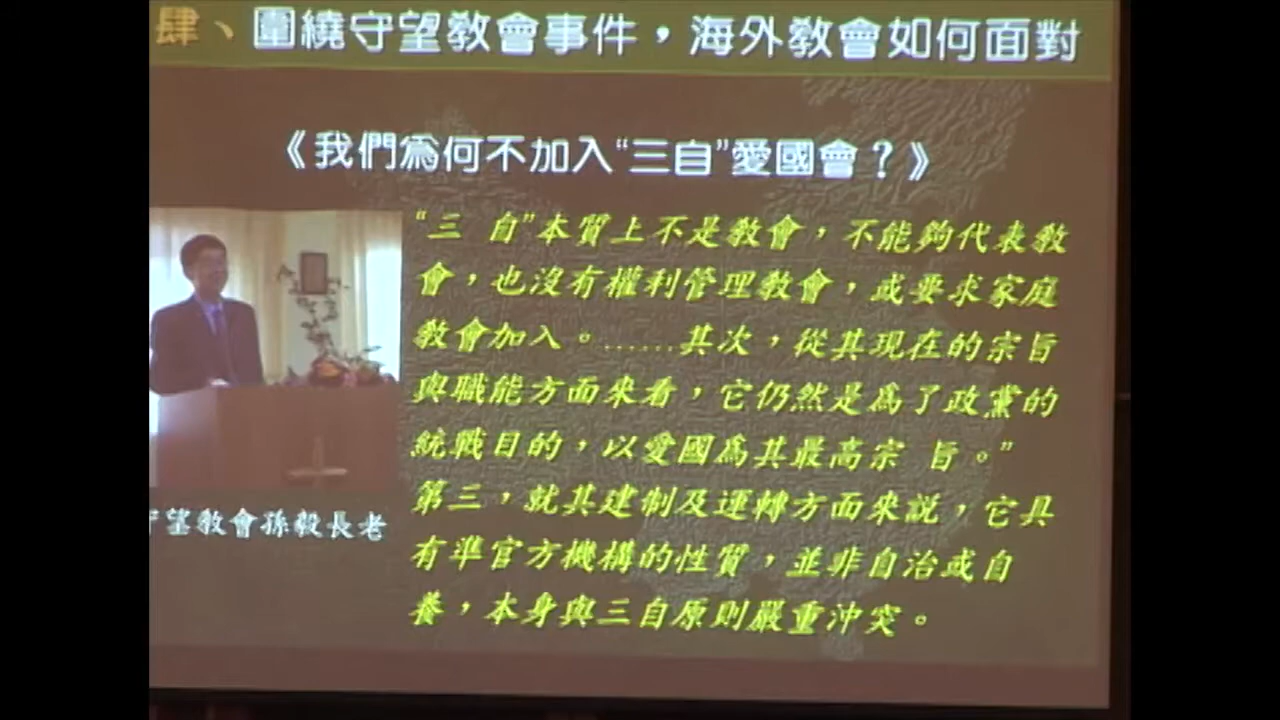 肆、圍繞守望教會事件，海外教會如何面對
《我們為何不加入“三自”愛國會？》
“三 自”本質上不是教會，不能夠代表教
會，也沒有權利管理教會，或要求家庭
教會加入。......其次，從其現在的宗旨
與職能方面來看，它仍然是為了政黨的
統戰目的，以愛國為其最高宗 旨。”
第三，就其建制及運轉方面來説，它具
有準官方機構的性質，並非自治或自
養，本身與三自原則嚴重沖突。
守望教會孫毅長老